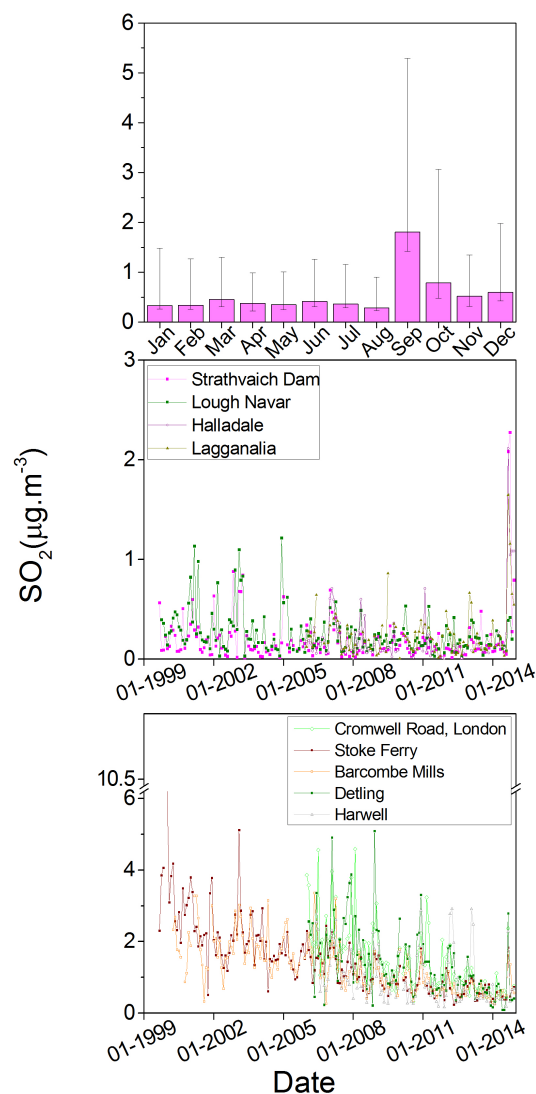 6
5
4
3
2
1
0
Jan Feb Mar Apr May Jun Jul Aug Sep Oct Nov Dec
3
Strathvaich Dam
Lough Navar
Halladale
Lagganalia
2
1
0
01-1999 01-2002 01-2005 01-2008 01-2011 01-2014
SO₂(μg.m⁻³)
Cromwell Road, London
Stoke Ferry
Barcombe Mills
Detling
Harwell
10.5
6
4
2
0
01-1999 01-2002 01-2005 01-2008 01-2011 01-2014
Date